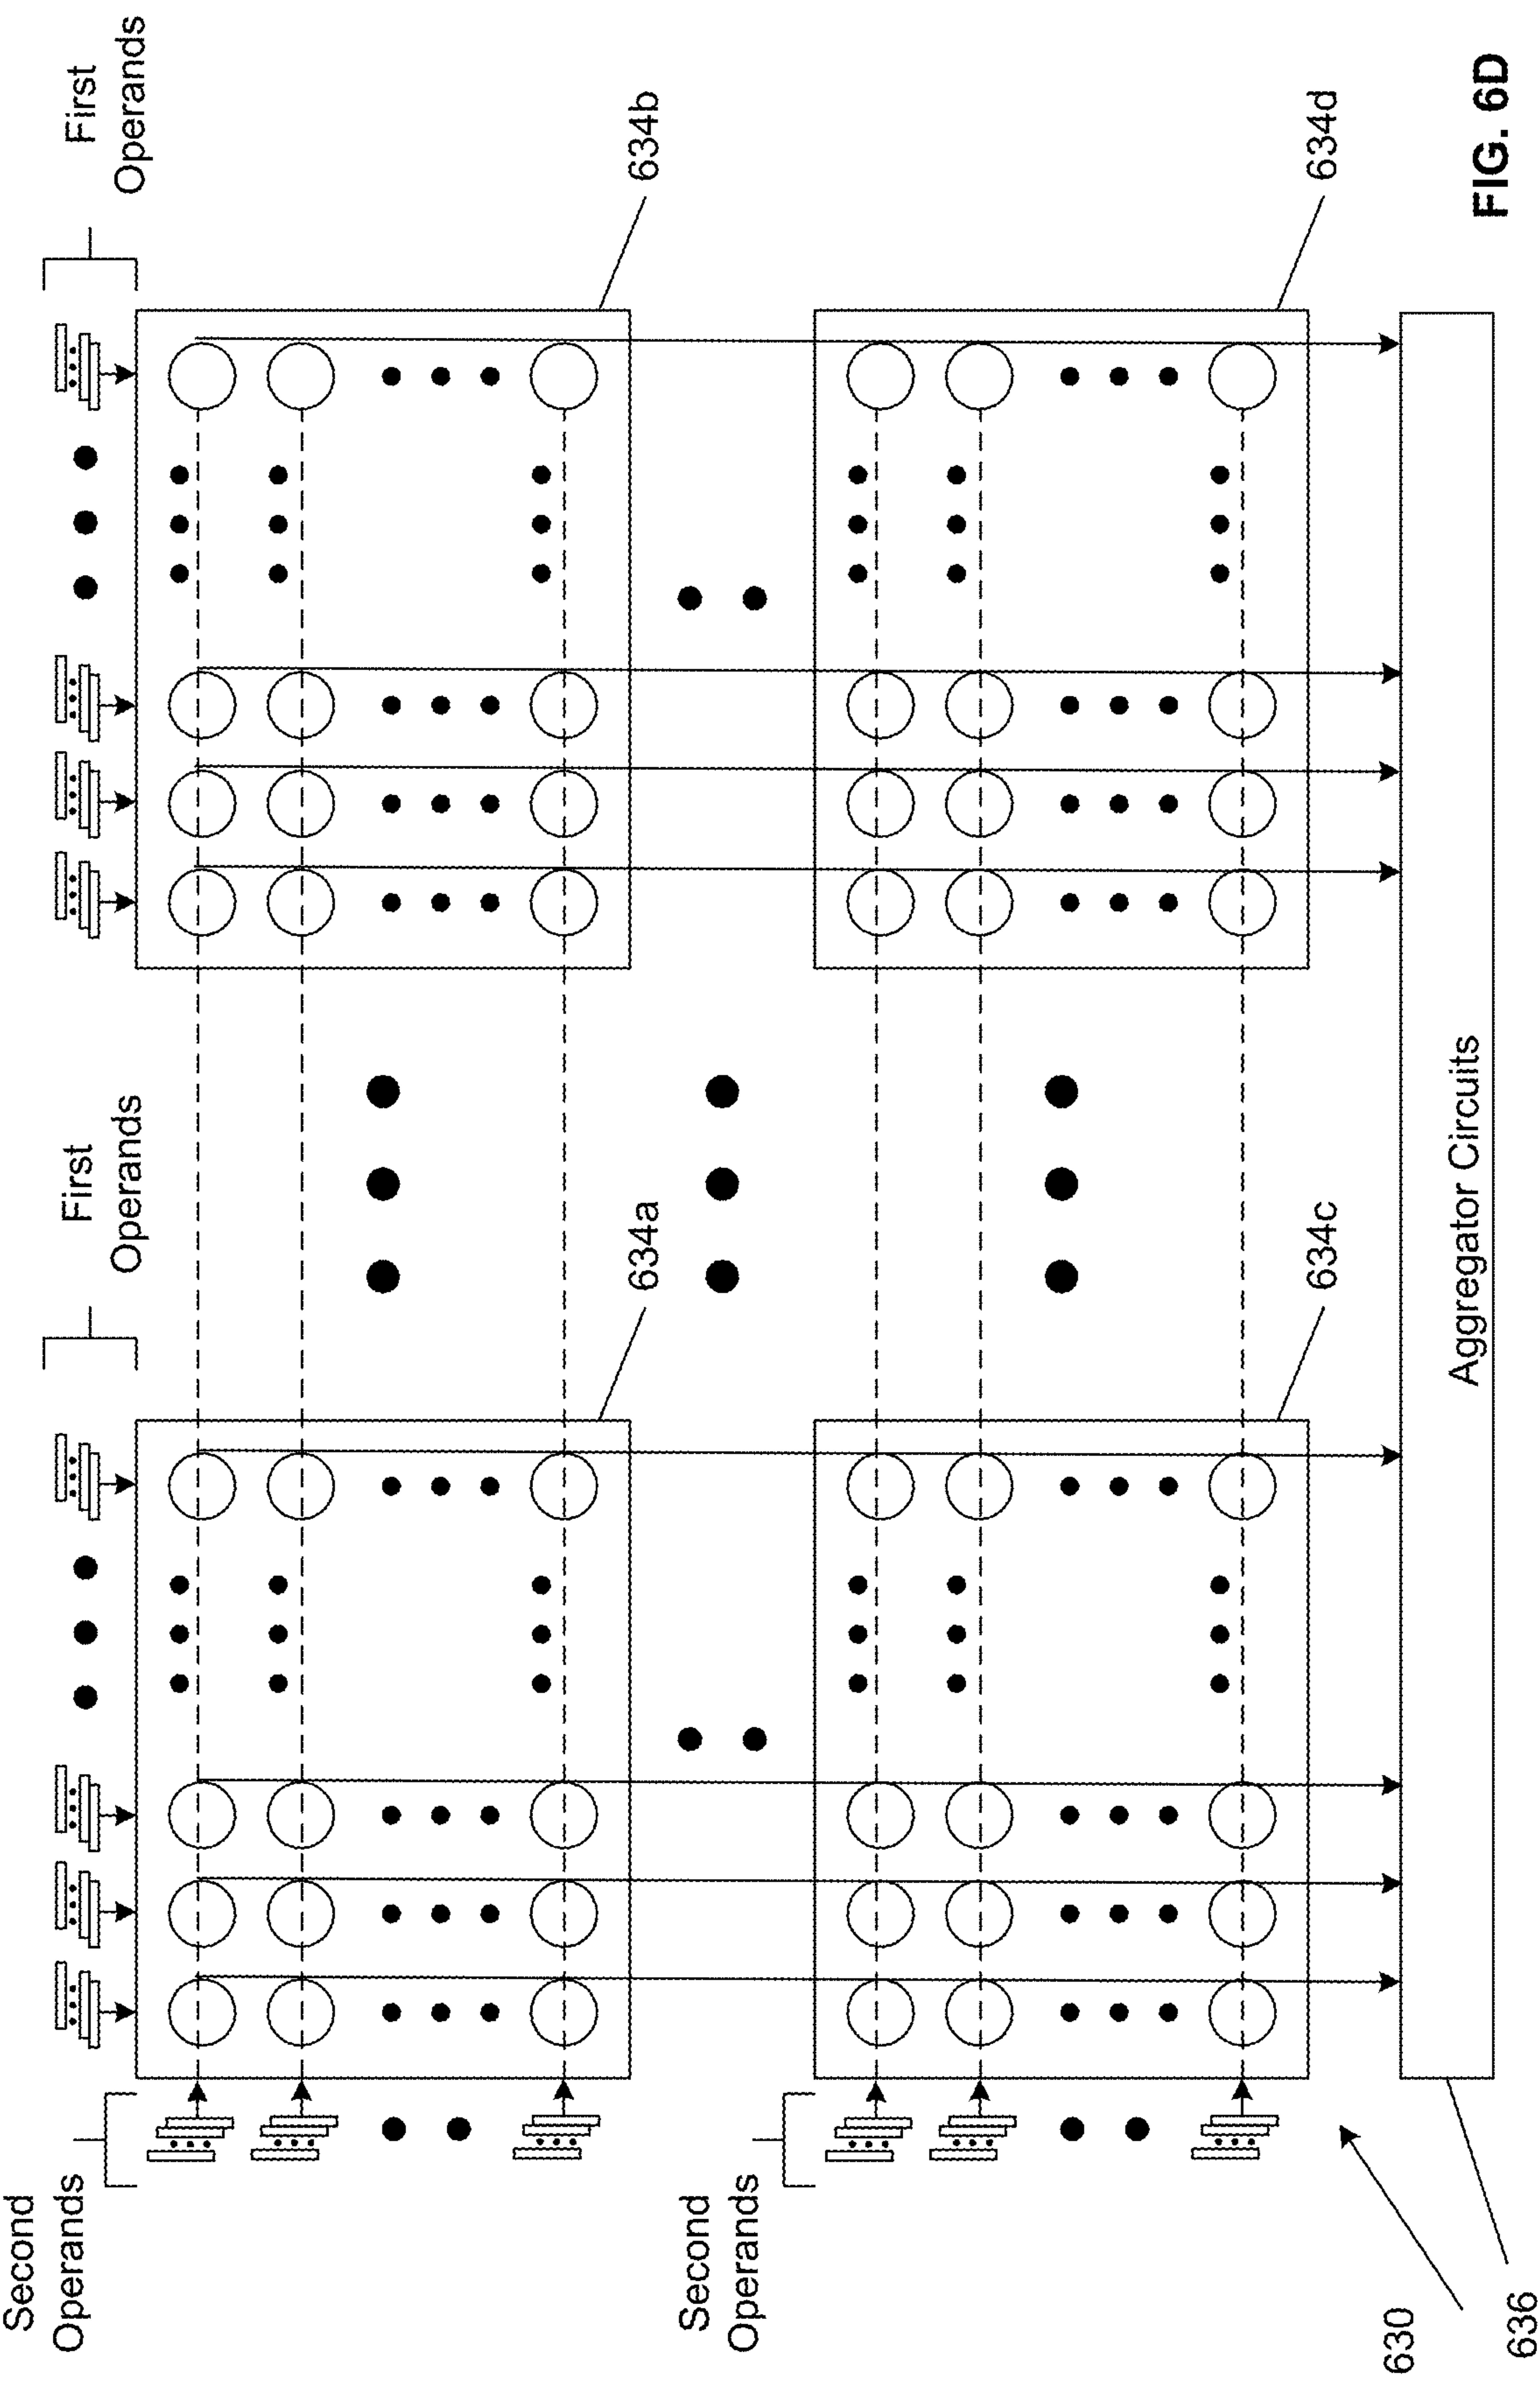 Second
Operands
First
Operands
First
Operands
634a
634b
Second
Operands
634c
634d
630
636
Aggregator Circuits
FIG. 6D